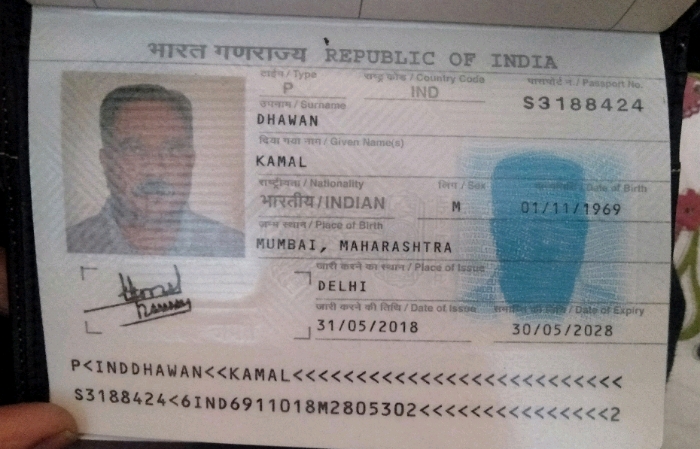 भारत गणराज्य REPUBLIC OF INDIA
टाईप / Type
राष्ट्र कोड / Country Code
पासपोर्ट नं. / Passport No.
P
IND
S3188424
उपनाम / Surname
DHAWAN
दिया गया नाम / Given Name(s)
KAMAL
राष्ट्रीयता / Nationality
लिंग / Sex
Date of Birth
भारतीय / INDIAN
M
01/11/1969
जन्म स्थान / Place of Birth
MUMBAI, MAHARASHTRA
जारी करने का स्थान / Place of Issue
DELHI
जारी करने की तिथि / Date of Issue
समाप्ति की तिथि / Date of Expiry
31/05/2018
30/05/2028
P<INDDHAWAN<<KAMAL<<<<<<<<<<<<<<<<<<<<<<<<<<
S3188424<6IND6911018M2805302<<<<<<<<<<<<<<<2